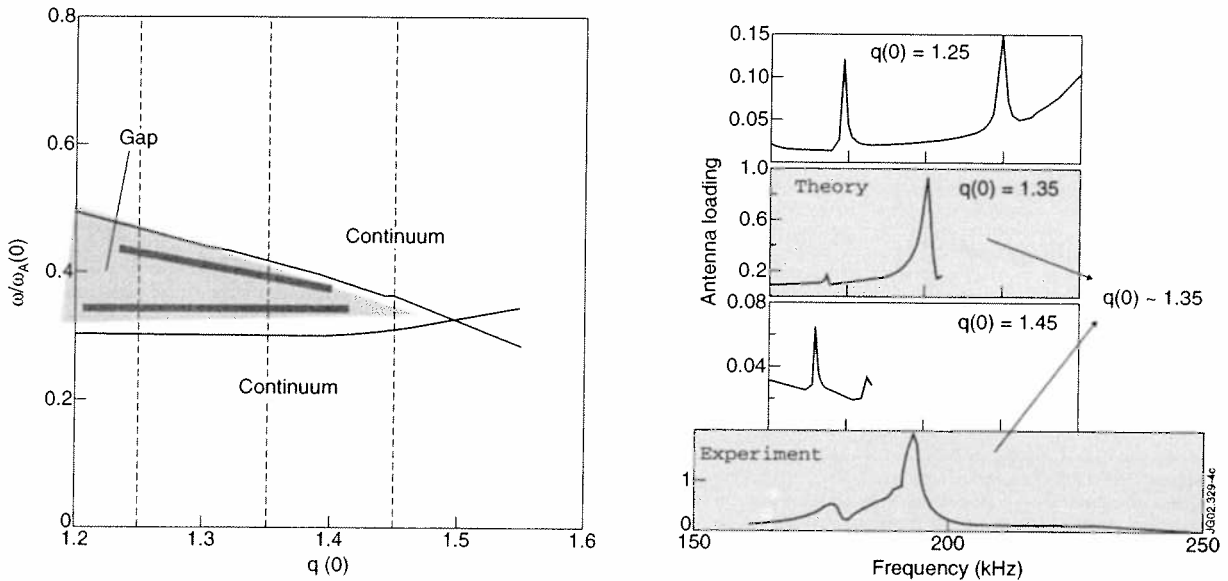 0.8
0.6
0.4
0.2
0
ω/ω_A(0)
Gap
Continuum
Continuum
1.2 1.3 1.4 1.5 1.6
q (0)
0.15
0.10
0.05
q(0) = 1.25
1.0
0.6
0.2
Theory
q(0) = 1.35
0.08
0.04
q(0) = 1.45
Antenna loading
q(0) ~ 1.35
Experiment
1
0
150 200 250
Frequency (kHz)
JG02.329-4c